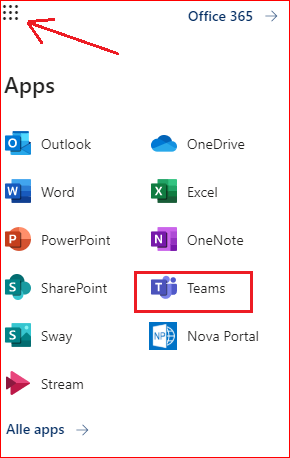 Office 365 →
Apps
Outlook OneDrive
Word Excel
PowerPoint OneNote
SharePoint Teams
Sway Nova Portal
Stream
Alle apps →